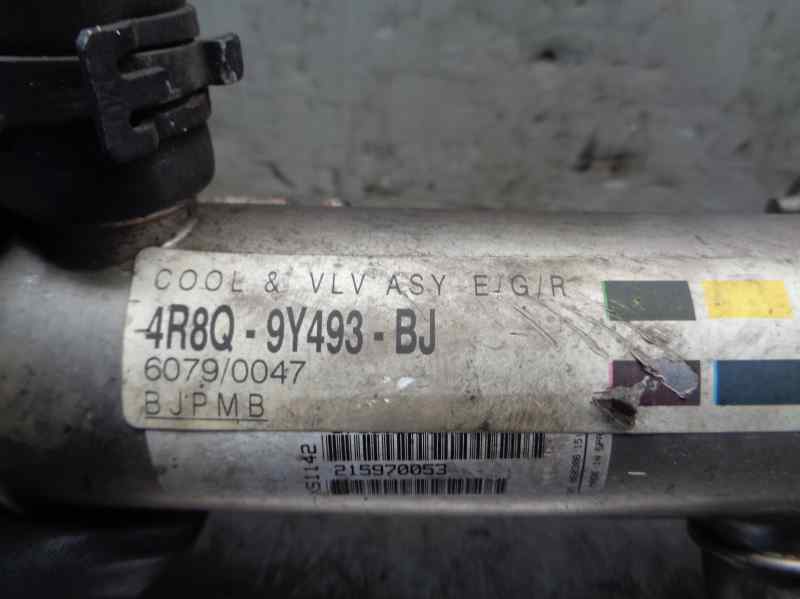 COOL & VLV ASY E/G/R
4R8Q - 9Y493 - BJ
6079/0047
BJPMB
215970053